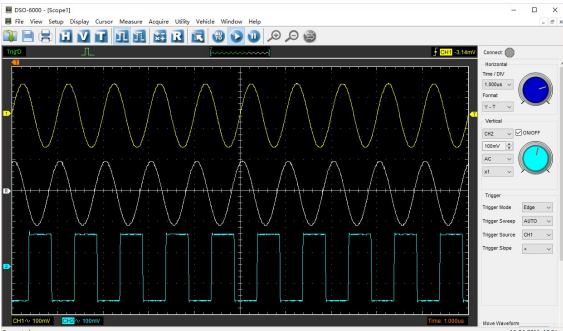 DSO-6000 - [Scope1]
File View Setup Display Cursor Measure Acquire Utility Vehicle Window Help
H V T R
Trig'D T CH1 -3.14mV
Connect:
Horizontal
Time / DIV
1.000us
Format
Y - T
Vertical
CH2 ON/OFF
100mV
AC
x1
Trigger
Trigger Mode Edge
Trigger Sweep AUTO
Trigger Source CH1
Trigger Slope +
Move Waveform
CH1 100mV CH2 100mV Time: 1.000us